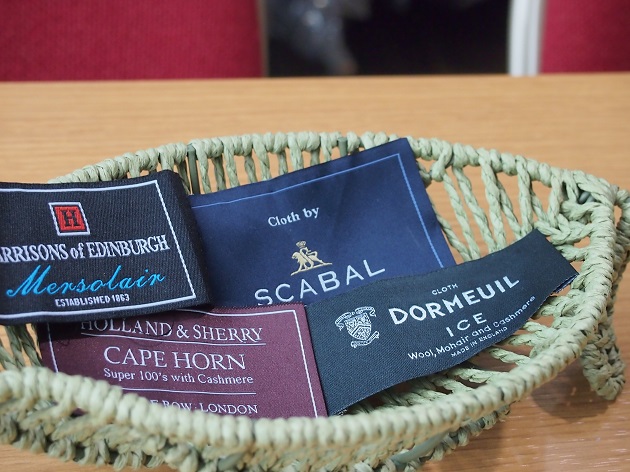 H
ARRISONS of EDINBURGH
Mersolair
ESTABLISHED 1863
Cloth by
SCABAL
HOLLAND & SHERRY
CAPE HORN
Super 100's with Cashmere
ROW, LONDON
CLOTH
DORMEUIL
ICE
Wool, Mohair and Cashmere
MADE IN ENGLAND